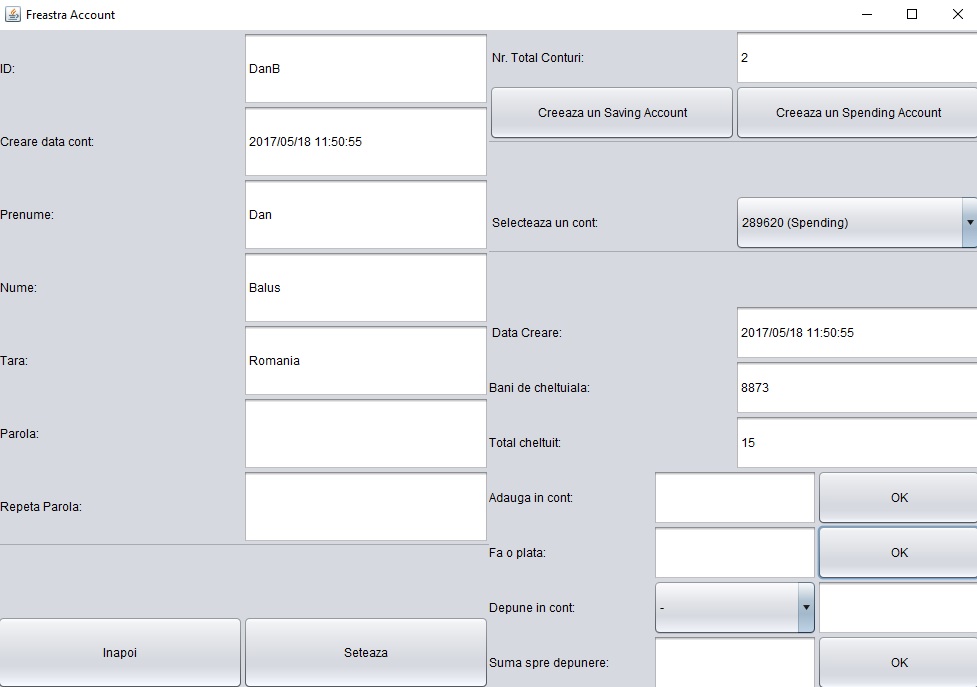 Freastra Account
ID:
DanB
Creare data cont:
2017/05/18 11:50:55
Prenume:
Dan
Nume:
Balus
Tara:
Romania
Parola:
Repeta Parola:
Inapoi
Seteaza
Nr. Total Conturi:
2
Creeaza un Saving Account
Creeaza un Spending Account
Selecteaza un cont:
289620 (Spending)
Data Creare:
2017/05/18 11:50:55
Bani de cheltuiala:
8873
Total cheltuit:
15
Adauga in cont:
OK
Fa o plata:
OK
Depune in cont:
-
Suma spre depunere:
OK